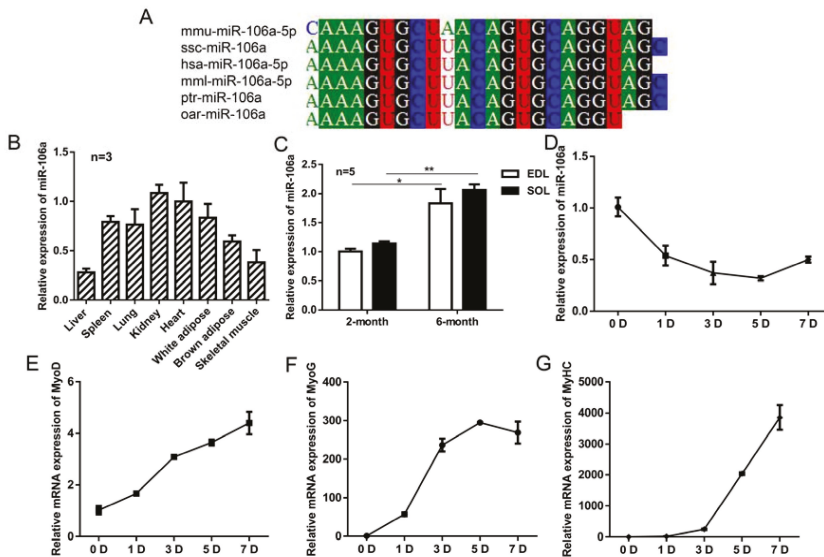 A
mmu-miR-106a-5p CAAAGUGCUAACAGUGCAGGUAG
ssc-miR-106a AAAAGUGCUUACAGUGCAGGUAGC
hsa-miR-106a-5p AAAAGUGCUUACAGUGCAGGUAG
mml-miR-106a-5p AAAAGUGCUUACAGUGCAGGUAGC
ptr-miR-106a AAAAGUGCUUACAGUGCAGGUAGC
oar-miR-106a AAAAGUGCUUACAGUGCAGGU
B
n=3
Relative expression of miR-106a
1.5
1.0
0.5
0.0
Liver
Spleen
Lung
Kidney
Heart
White adipose
Brown adipose
Skeletal muscle
C
n=5
*
**
EDL
SOL
Relative expression of miR-106a
2.5
2.0
1.5
1.0
0.5
0.0
2-month 6-month
D
Relative expression of miR-106a
1.5
1.0
0.5
0.0
0 D 1 D 3 D 5 D 7 D
E
Relative mRNA expression of MyoD
6
4
2
0
0 D 1 D 3 D 5 D 7 D
F
Relative mRNA expression of MyoG
400
300
200
100
0
0 D 1 D 3 D 5 D 7 D
G
Relative mRNA expression of MyHC
5000
4000
3000
2000
1000
0
0 D 1 D 3 D 5 D 7 D